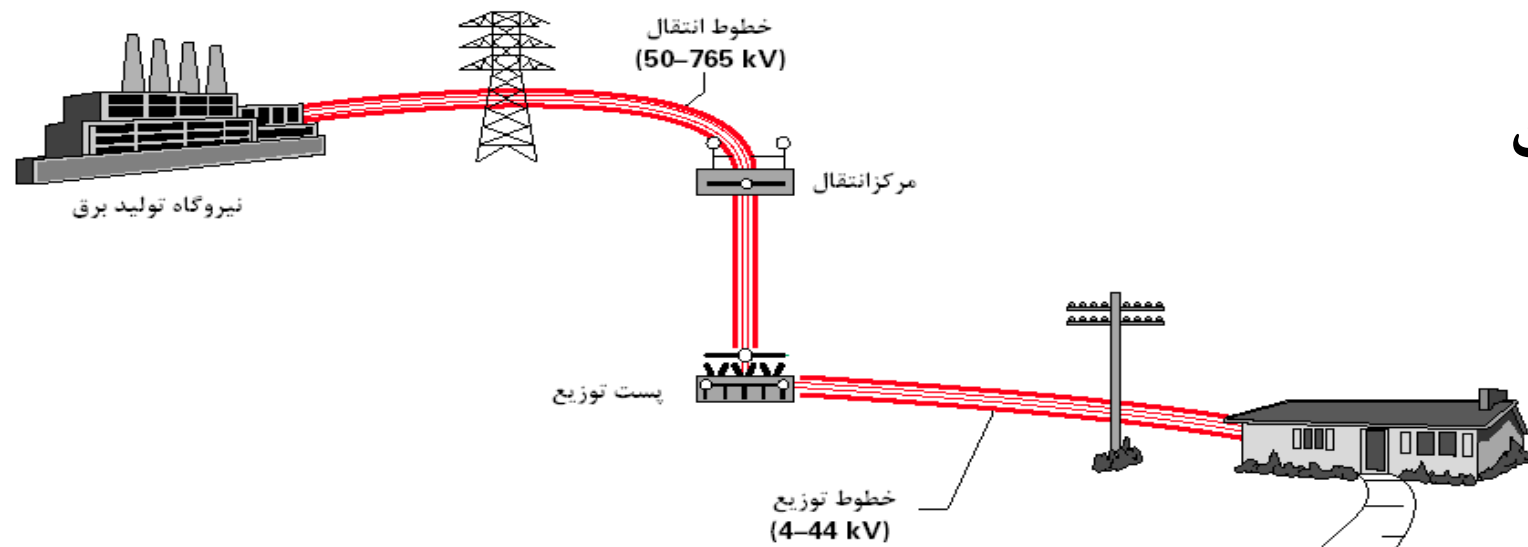 خطوط انتقال
(50–765 kV)
مرکزانتقال
نیروگاه تولید برق
پست توزیع
خطوط توزیع
(4–44 kV)